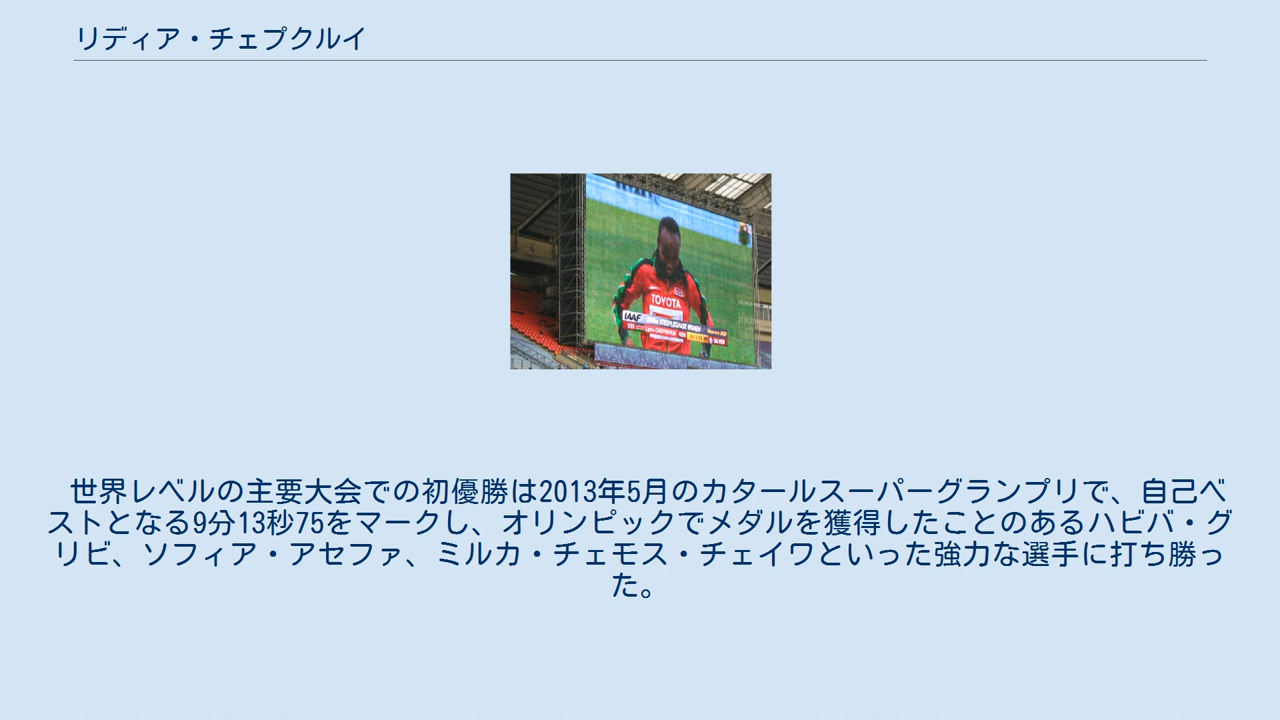 リディア・チェプクルイ
TOYOTA
IAAF
STEEPLECHASE WOMEN
世界レベルの主要大会での初優勝は2013年5月のカタールスーパーグランプリで、自己ベ
ストとなる9分13秒75をマークし、オリンピックでメダルを獲得したことのあるハビバ・グ
リビ、ソフィア・アセファ、ミルカ・チェモス・チェイワといった強力な選手に打ち勝っ
た。